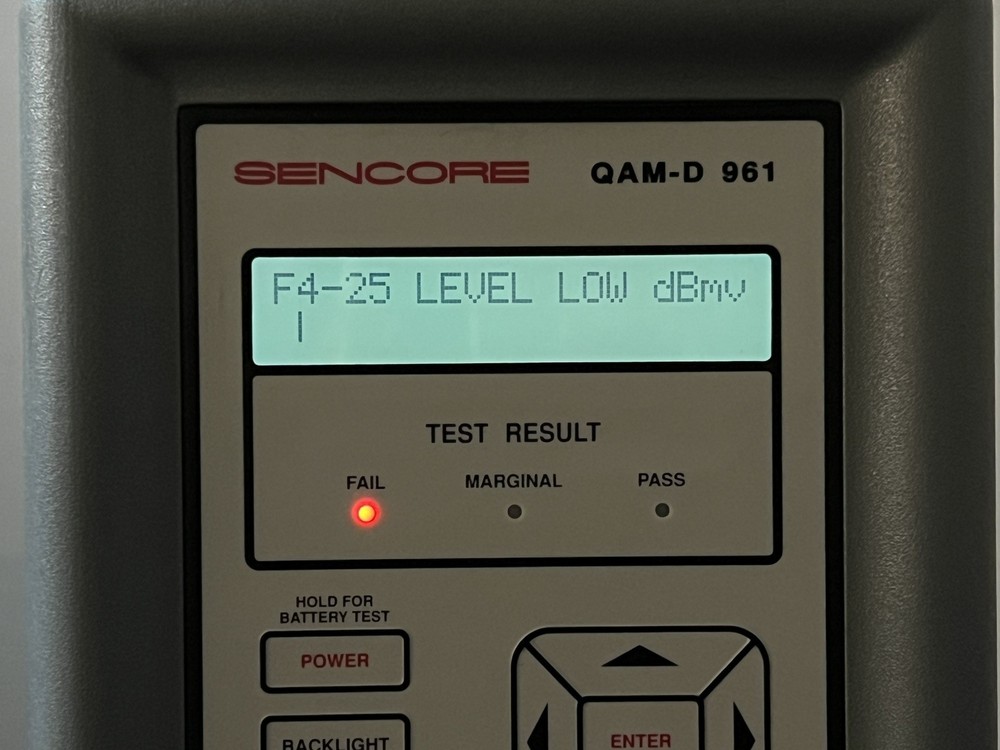 SENCORE QAM-D 961
F4-25 LEVEL LOW dBmv
|
TEST RESULT
FAIL MARGINAL PASS
HOLD FOR
BATTERY TEST
POWER
BACKLIGHT
ENTER